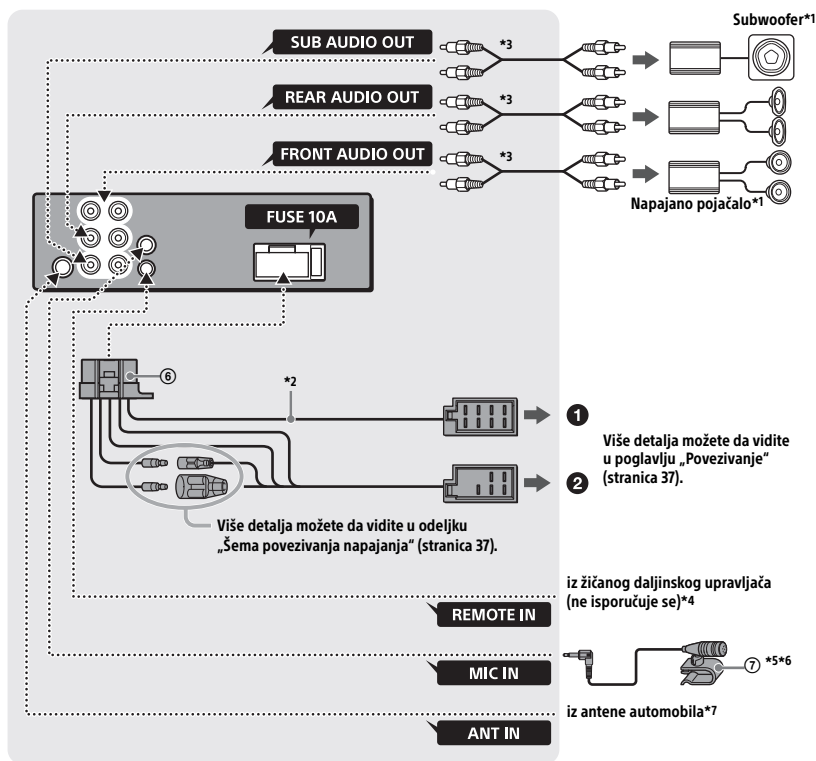 Subwoofer*1
SUB AUDIO OUT
*3
REAR AUDIO OUT
*3
FRONT AUDIO OUT
*3
Napajano pojačalo*1
FUSE 10A
⑥
*2
❶
❷
Više detalja možete da vidite
u poglavlju „Povezivanje“
(stranica 37).
Više detalja možete da vidite u odeljku
„Šema povezivanja napajanja“ (stranica 37).
iz žičanog daljinskog upravljača
(ne isporučuje se)*4
REMOTE IN
⑦ *5*6
MIC IN
iz antene automobila*7
ANT IN